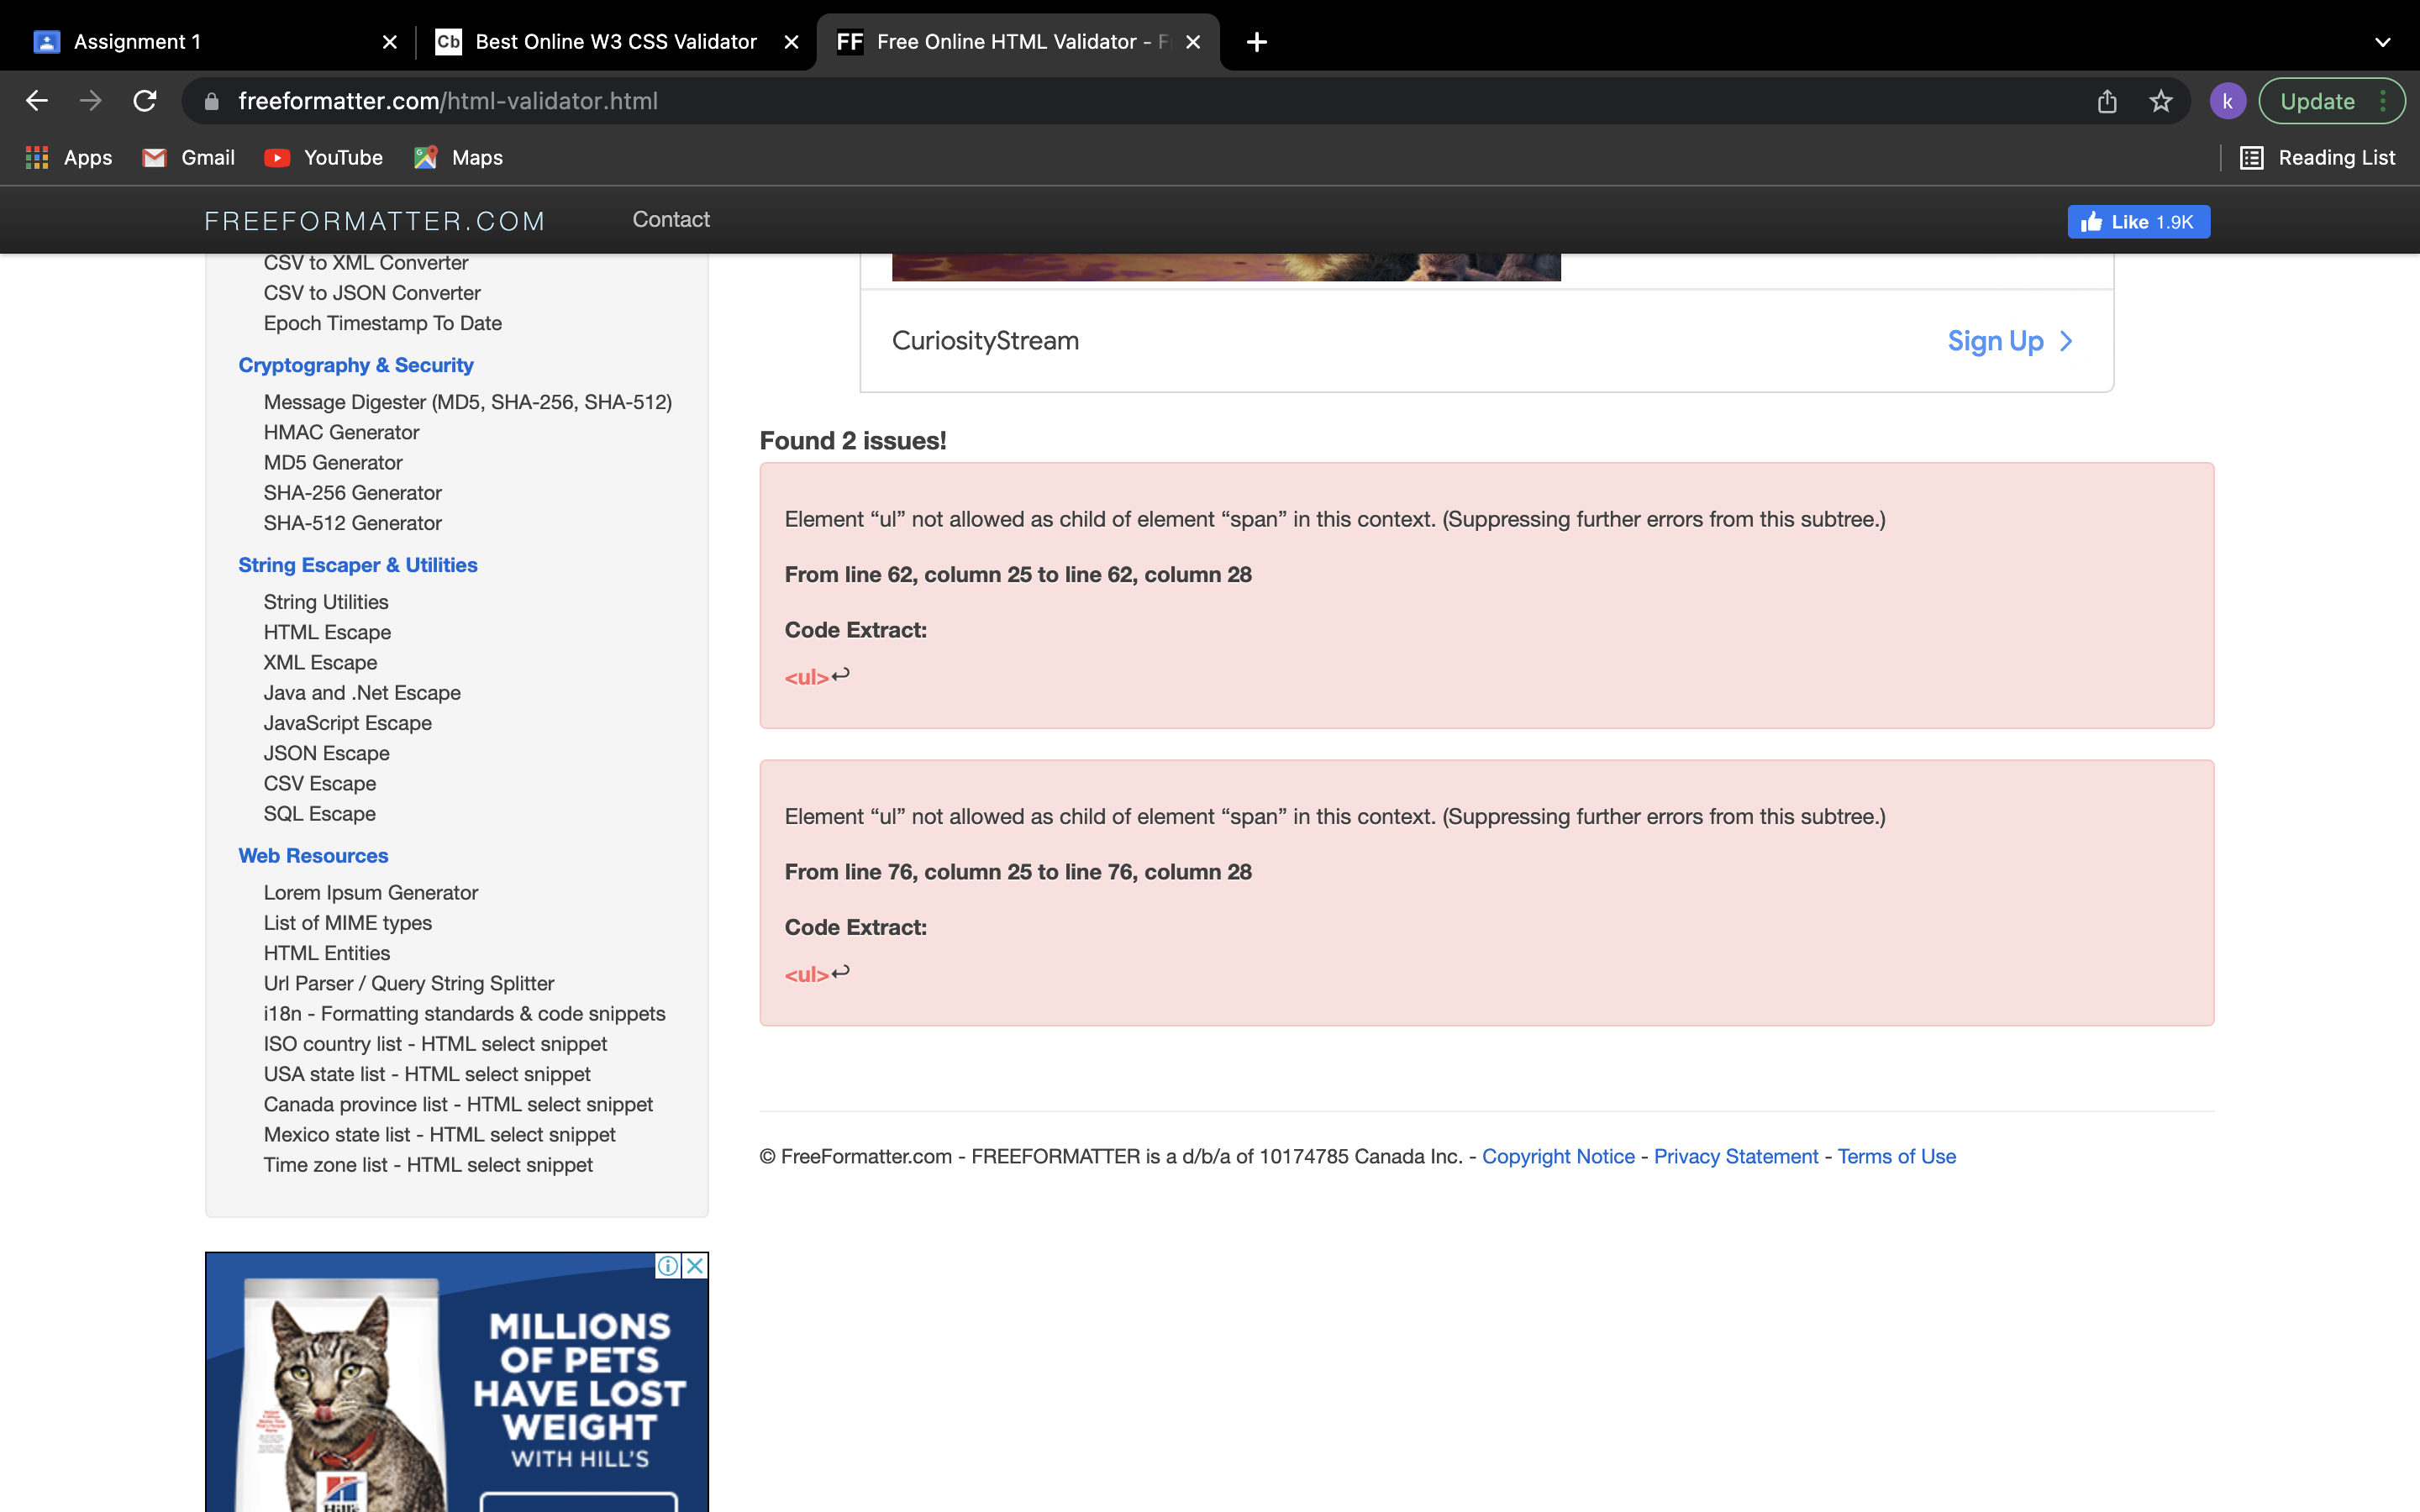 Assignment 1
Cb Best Online W3 CSS Validator
FF Free Online HTML Validator - F
freeformatter.com/html-validator.html
k
Update
Apps
Gmail
YouTube
Maps
Reading List
FREEFORMATTER.COM
Contact
Like 1.9K
CSV to XML Converter
CSV to JSON Converter
Epoch Timestamp To Date
Cryptography & Security
Message Digester (MD5, SHA-256, SHA-512)
HMAC Generator
MD5 Generator
SHA-256 Generator
SHA-512 Generator
String Escaper & Utilities
String Utilities
HTML Escape
XML Escape
Java and .Net Escape
JavaScript Escape
JSON Escape
CSV Escape
SQL Escape
Web Resources
Lorem Ipsum Generator
List of MIME types
HTML Entities
Url Parser / Query String Splitter
i18n - Formatting standards & code snippets
ISO country list - HTML select snippet
USA state list - HTML select snippet
Canada province list - HTML select snippet
Mexico state list - HTML select snippet
Time zone list - HTML select snippet
MILLIONS
OF PETS
HAVE LOST
WEIGHT
WITH HILL'S
Hill's
CuriosityStream
Sign Up
Found 2 issues!
Element “ul” not allowed as child of element “span” in this context. (Suppressing further errors from this subtree.)
From line 62, column 25 to line 62, column 28
Code Extract:
<ul>↩
Element “ul” not allowed as child of element “span” in this context. (Suppressing further errors from this subtree.)
From line 76, column 25 to line 76, column 28
Code Extract:
<ul>↩
© FreeFormatter.com - FREEFORMATTER is a d/b/a of 10174785 Canada Inc. - Copyright Notice - Privacy Statement - Terms of Use